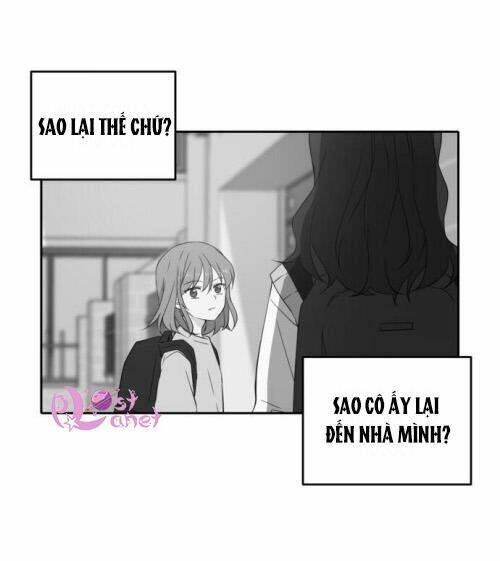 SAO LẠI THẾ CHỨ?
Lost
Planet
SAO CÔ ẤY LẠI
ĐẾN NHÀ MÌNH?